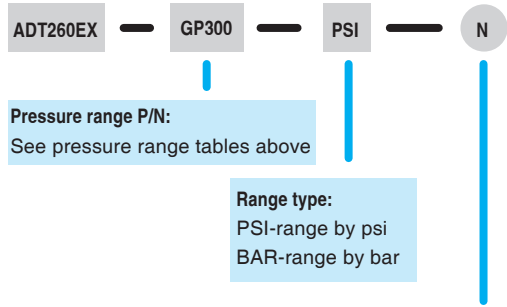 ADT260EX — GP300 — PSI — N
Pressure range P/N:
See pressure range tables above
Range type:
PSI-range by psi
BAR-range by bar